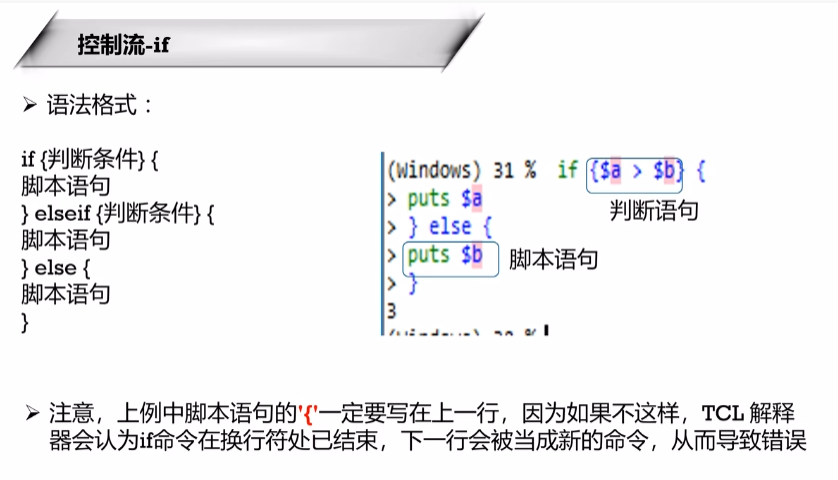 控制流-if
➢ 语法格式：
if {判断条件} {
脚本语句
} elseif {判断条件} {
脚本语句
} else {
脚本语句
}
(Windows) 31 % if {$a > $b} {
> puts $a
> } else {
> puts $b
> }
3
判断语句
脚本语句
➢ 注意，上例中脚本语句的'{'一定要写在上一行，因为如果不这样，TCL 解释
器会认为if命令在换行符处已结束，下一行会被当成新的命令，从而导致错误